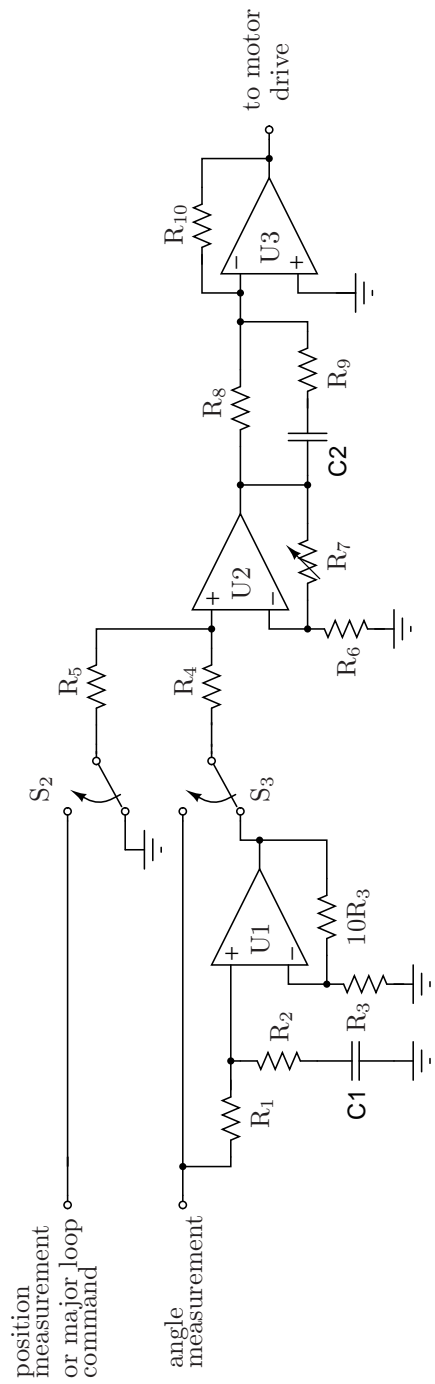 position
measurement
or major loop
command
angle
measurement
S₂
S₃
R₁
R₂
C1
R₃
10R₃
+
−
U1
R₅
R₄
+
−
U2
R₆
R₇
R₈
C2
R₉
R₁₀
−
+
U3
to motor
drive